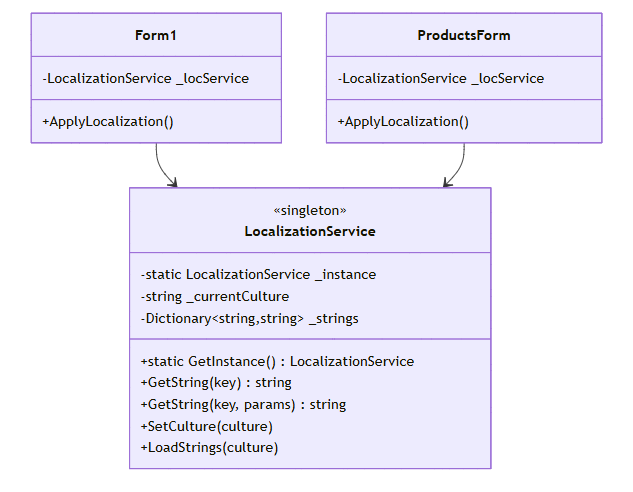 Form1
-LocalizationService _locService
+ApplyLocalization()
ProductsForm
-LocalizationService _locService
+ApplyLocalization()
«singleton»
LocalizationService
-static LocalizationService _instance
-string _currentCulture
-Dictionary<string,string> _strings
+static GetInstance() : LocalizationService
+GetString(key) : string
+GetString(key, params) : string
+SetCulture(culture)
+LoadStrings(culture)